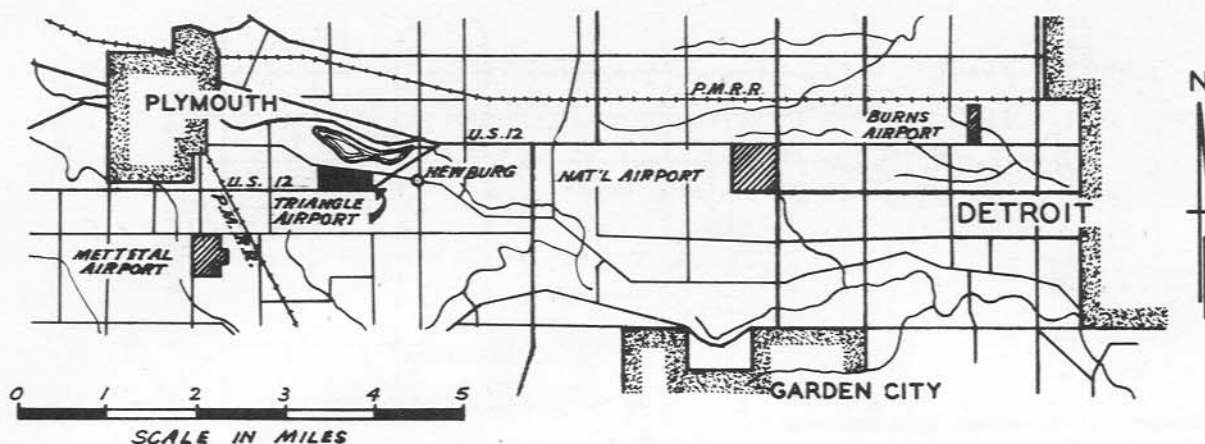 N
P.M.R.R.
PLYMOUTH
BURNS
AIRPORT
U.S. 12
NEWBURG
NAT'L AIRPORT
U.S. 12
TRIANGLE
AIRPORT
DETROIT
P.M. R.R.
METTETAL
AIRPORT
GARDEN CITY
0 1 2 3 4 5
SCALE IN MILES